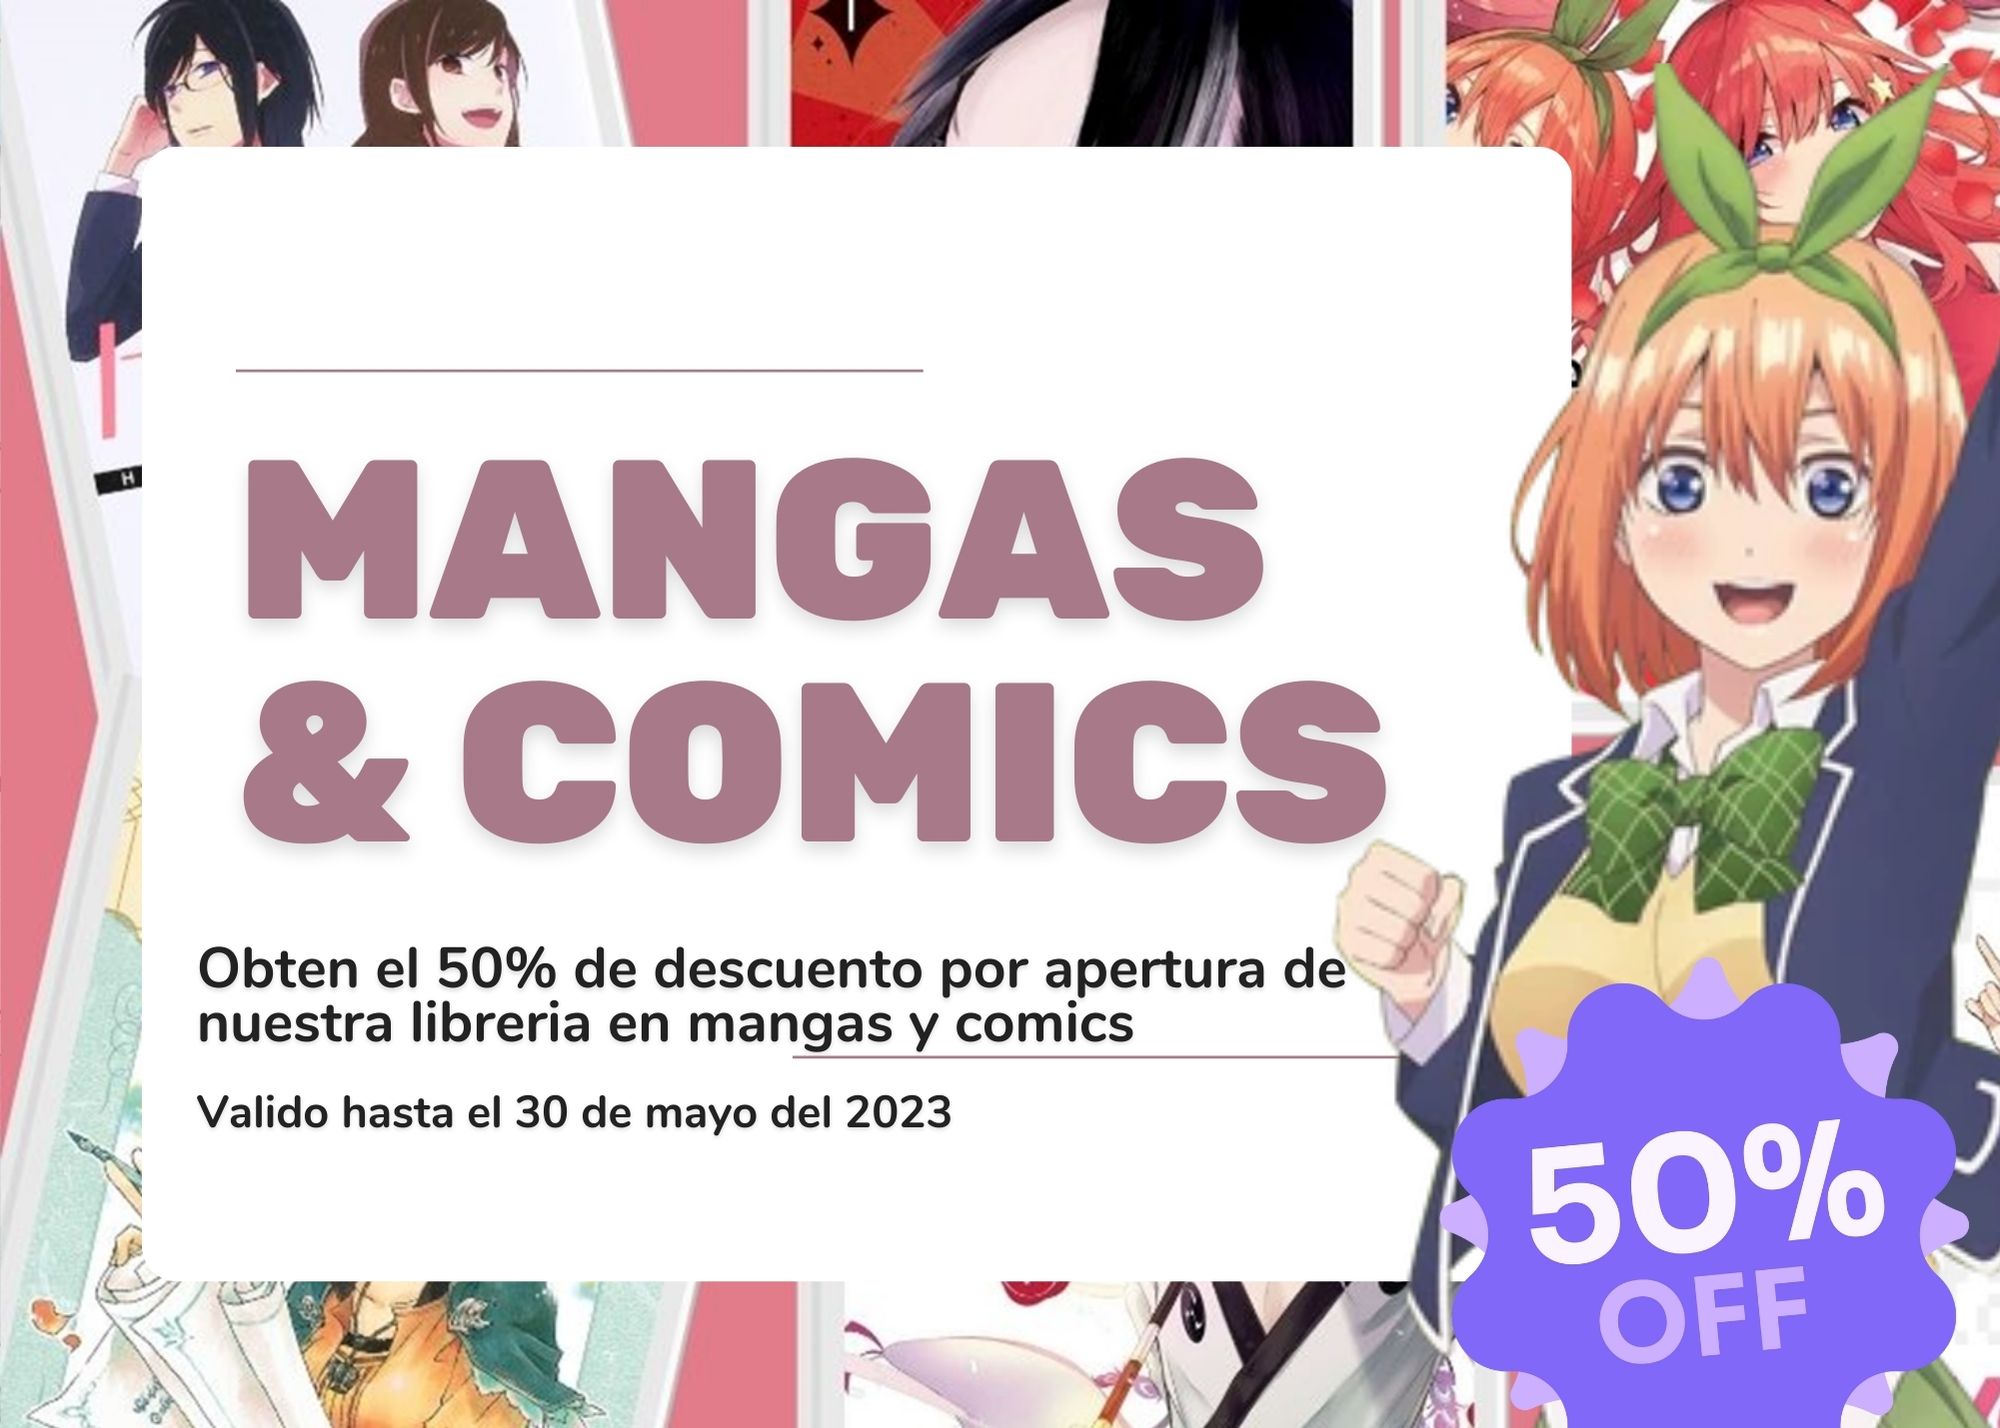 MANGAS
& COMICS
Obten el 50% de descuento por apertura de
nuestra libreria en mangas y comics
Valido hasta el 30 de mayo del 2023
50%
OFF
H